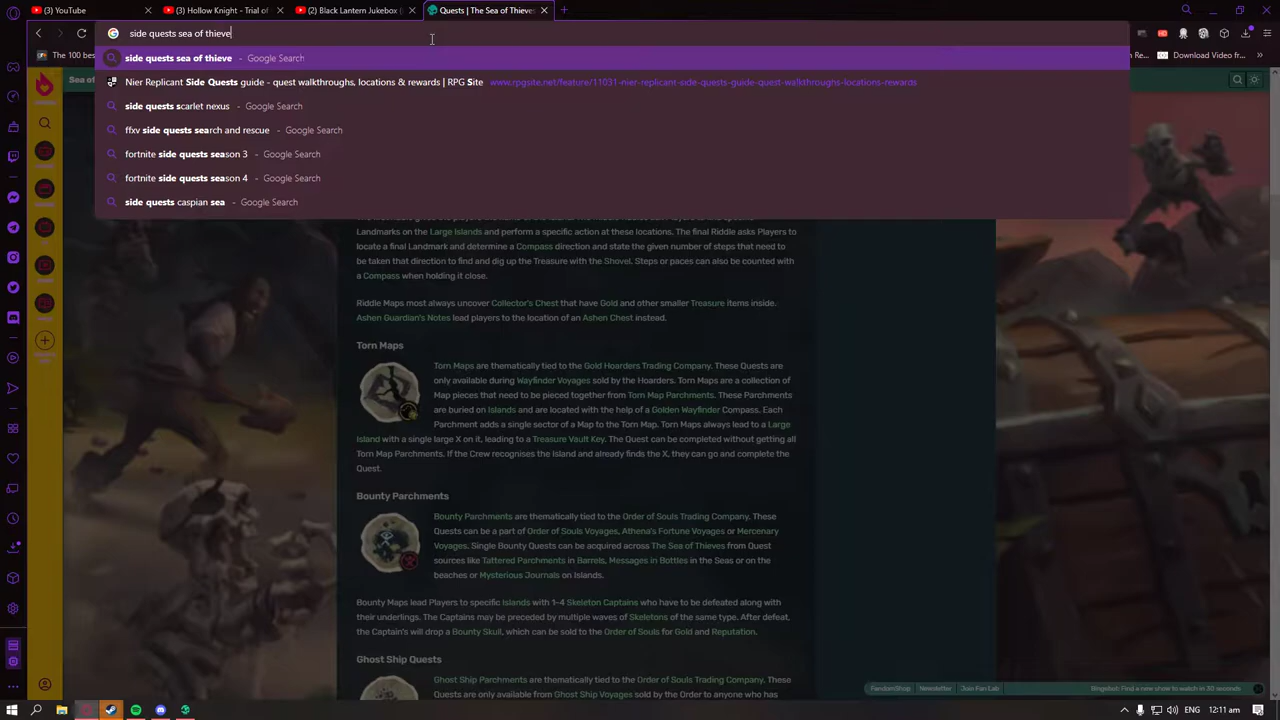 (3) YouTube
(3) Hollow Knight - Trial of
(2) Black Lantern Jukebox (
Quests | The Sea of Thieves
side quests sea of thieve
The 100 bes
side quests sea of thieve - Google Search
Nier Replicant Side Quests guide - quest walkthroughs, locations & rewards | RPG Site www.rpgsite.net/feature/11031-nier-replicant-side-quests-guide-quest-walkthroughs-locations-rewards
side quests scarlet nexus - Google Search
ffxv side quests search and rescue - Google Search
fortnite side quests season 3 - Google Search
fortnite side quests season 4 - Google Search
side quests caspian sea - Google Search
Bookmarks
Sea of
Landmarks on the Large Islands and perform a specific action at these locations. The final Riddle asks Players to
locate a final Landmark and determine a Compass direction and state the given number of steps that need to
be taken that direction to find and dig up the Treasure with the Shovel. Steps or paces can also be counted with
a Compass when holding it close.
Riddle Maps most always uncover Collector's Chest that have Gold and other smaller Treasure items inside.
Ashen Guardian's Notes lead players to the location of an Ashen Chest instead.
Torn Maps
Torn Maps are thematically tied to the Gold Hoarders Trading Company. These Quests are
only available during Wayfinder Voyages sold by the Hoarders. Torn Maps are a collection of
Map pieces that need to be pieced together from Torn Map Parchments. These Parchments
are buried on Islands and are located with the help of a Golden Wayfinder Compass. Each
Parchment adds a single sector of a Map to the Torn Map. Torn Maps always lead to a Large
Island with a single large X on it, leading to a Treasure Vault Key. The Quest can be completed without getting all
Torn Map Parchments. If the Crew recognises the Island and already finds the X, they can go and complete the
Quest.
Bounty Parchments
Bounty Parchments are thematically tied to the Order of Souls Trading Company. These
Quests can be a part of Order of Souls Voyages, Athena's Fortune Voyages or Mercenary
Voyages. Single Bounty Quests can be acquired across The Sea of Thieves from Quest
sources like Tattered Parchments in Barrels, Messages in Bottles in the Seas or on the
beaches or Mysterious Journals on Islands.
Bounty Maps lead Players to specific Islands with 1-4 Skeleton Captains who have to be defeated along with
their underlings. The Captains may be preceded by multiple waves of Skeletons of the same type. After defeat,
the Captain's will drop a Bounty Skull, which can be sold to the Order of Souls for Gold and Reputation.
Ghost Ship Quests
Ghost Ship Parchments are thematically tied to the Order of Souls Trading Company. These
Quests are only available from Ghost Ship Voyages sold by the Order to anyone who has
FandomShop
Newsletter
Join Fan Lab
Bingebot: Find a new show to watch in 30 seconds
ENG
12:11 am